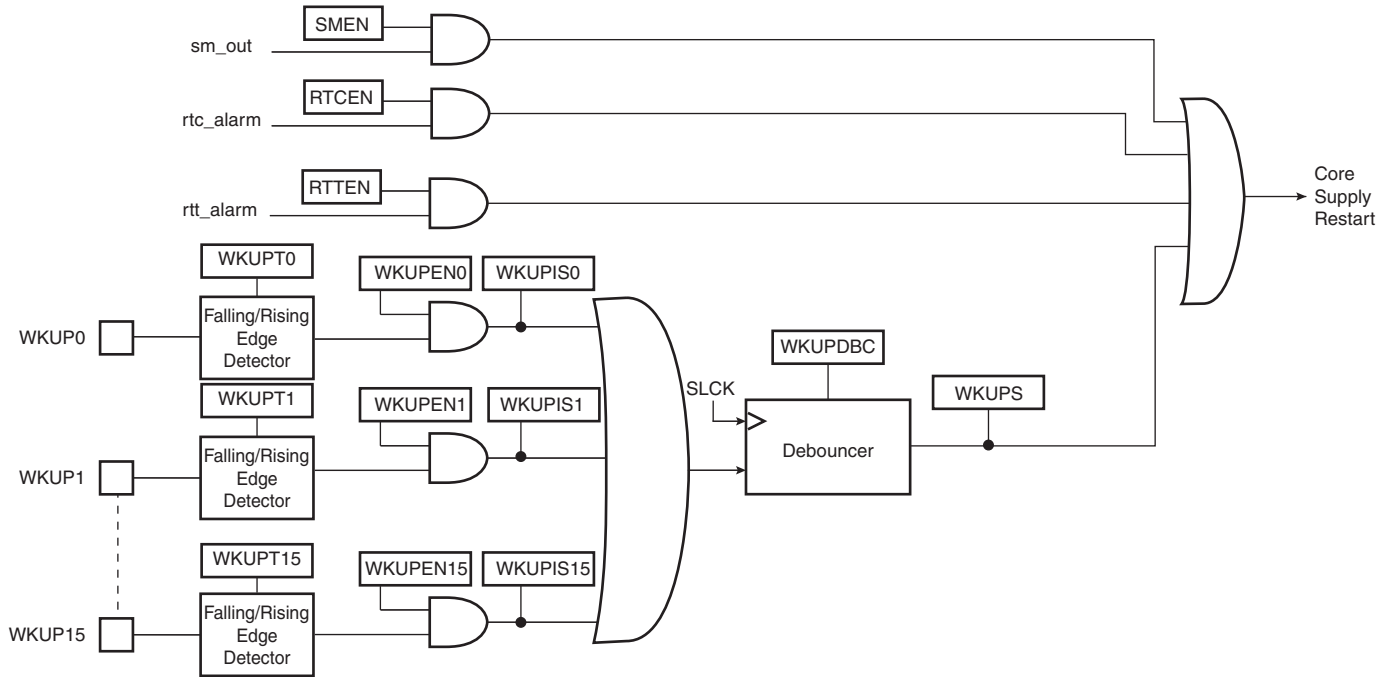 SMEN
sm_out
RTCEN
rtc_alarm
RTTEN
rtt_alarm
Core
Supply
Restart
WKUPT0
WKUPEN0
WKUPIS0
WKUP0
Falling/Rising
Edge
Detector
WKUPT1
WKUPEN1
WKUPIS1
WKUP1
Falling/Rising
Edge
Detector
WKUPDBC
SLCK
Debouncer
WKUPS
WKUPT15
WKUPEN15
WKUPIS15
WKUP15
Falling/Rising
Edge
Detector